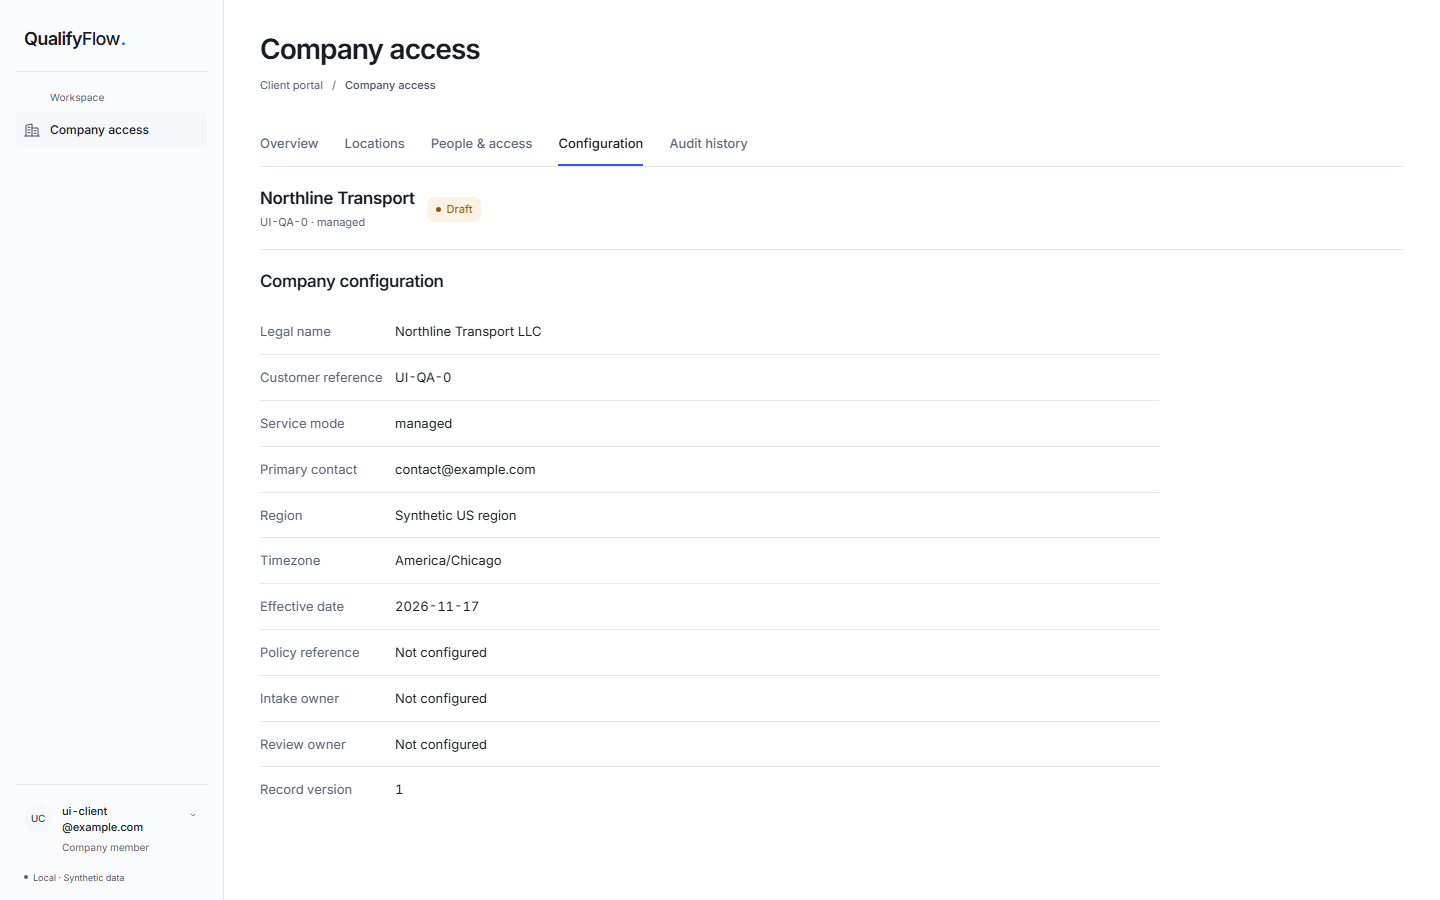 QualifyFlow.
Workspace
Company access
Company access
Client portal / Company access
Overview Locations People & access Configuration Audit history
Northline Transport
UI-QA-0 · managed
Draft
Company configuration
Legal name Northline Transport LLC
Customer reference UI-QA-0
Service mode managed
Primary contact contact@example.com
Region Synthetic US region
Timezone America/Chicago
Effective date 2026-11-17
Policy reference Not configured
Intake owner Not configured
Review owner Not configured
Record version 1
UC
ui-client
@example.com
Company member
Local · Synthetic data